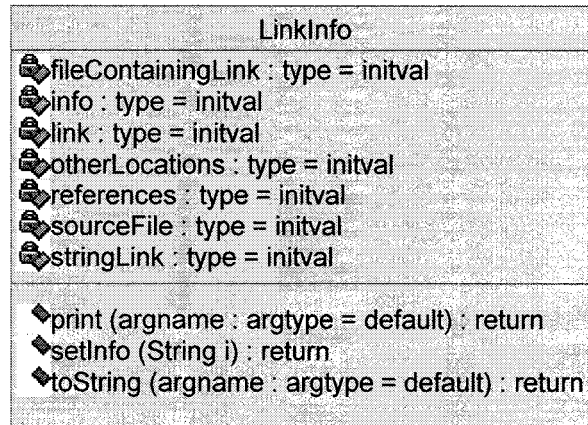 LinkInfo
fileContainingLink : type = initval
info : type = initval
link : type = initval
otherLocations : type = initval
references : type = initval
sourceFile : type = initval
stringLink : type = initval
print (argname : argtype = default) : return
setInfo (String i) : return
toString (argname : argtype = default) : return